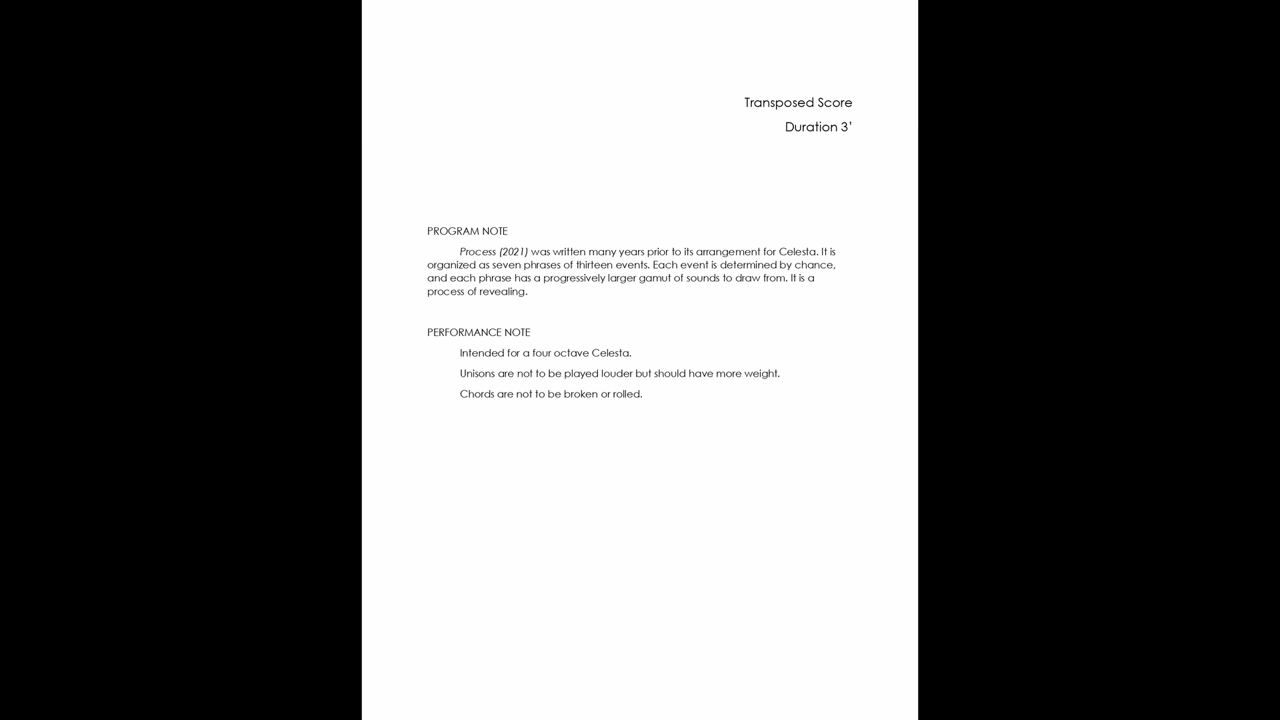 Transposed Score
Duration 3’
PROGRAM NOTE
Process (2021) was written many years prior to its arrangement for Celesta. It is
organized as seven phrases of thirteen events. Each event is determined by chance,
and each phrase has a progressively larger gamut of sounds to draw from. It is a
process of revealing.
PERFORMANCE NOTE
Intended for a four octave Celesta.
Unisons are not to be played louder but should have more weight.
Chords are not to be broken or rolled.